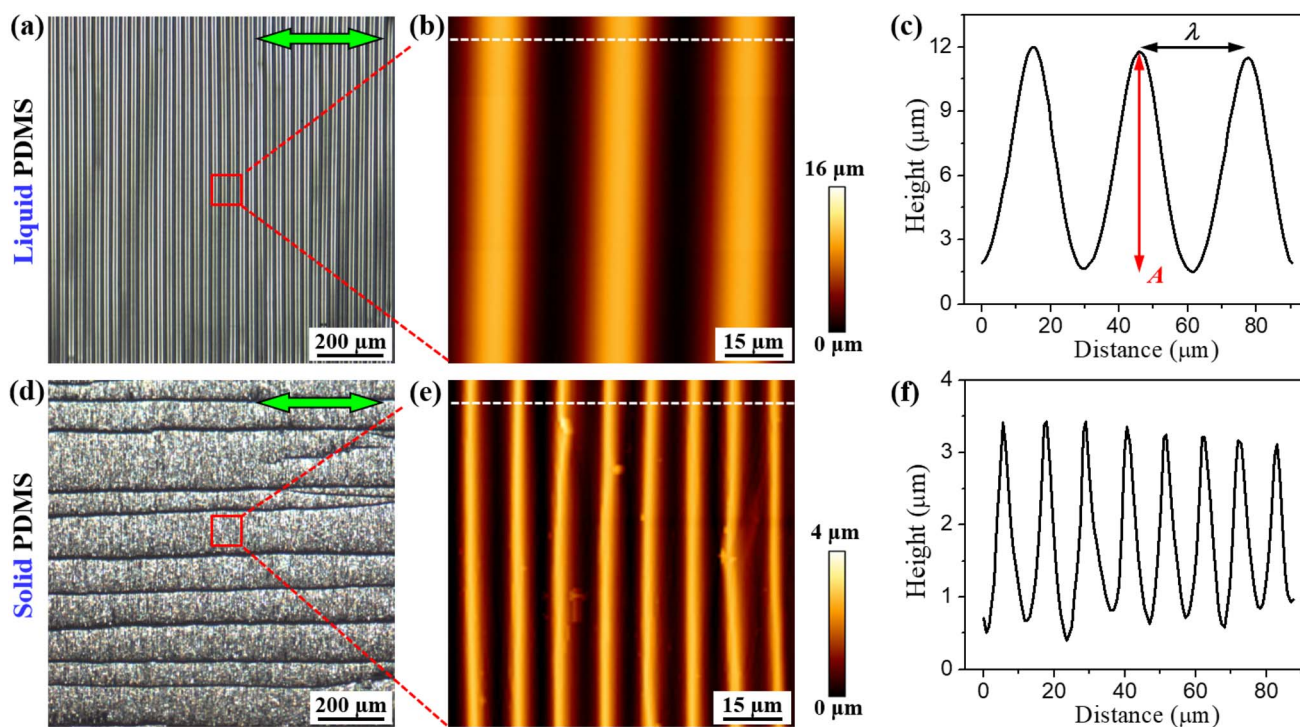 (a)
Liquid PDMS
200 μm
(b)
15 μm
16 μm
0 μm
(c)
Height (μm)
12
9
6
3
0
λ
A
0 20 40 60 80
Distance (μm)
(d)
Solid PDMS
200 μm
(e)
15 μm
4 μm
0 μm
(f)
Height (μm)
4
3
2
1
0
0 20 40 60 80
Distance (μm)